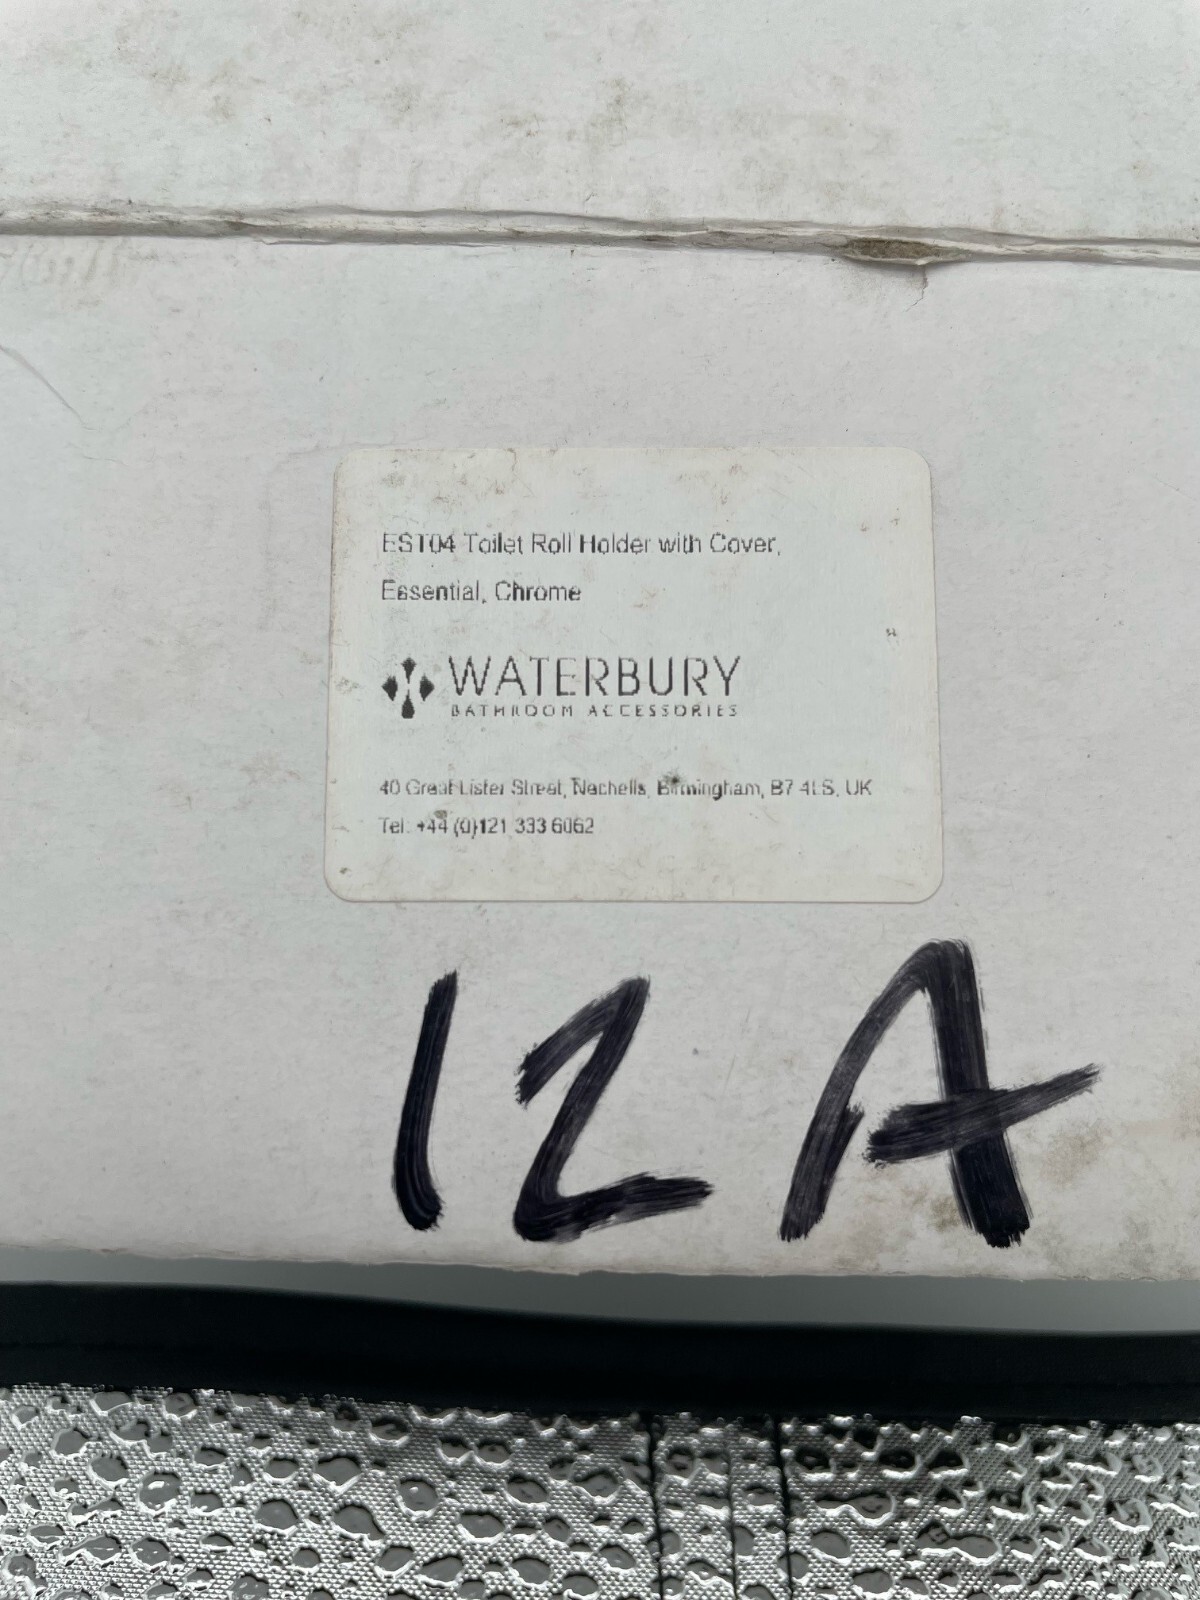 EST04 Toilet Roll Holder with Cover,
Essential, Chrome
WATERBURY
BATHROOM ACCESSORIES
40 Great Lister Street, Nechells, Birmingham, B7 4LS, UK
Tel: +44 (0)121 333 6062
12A